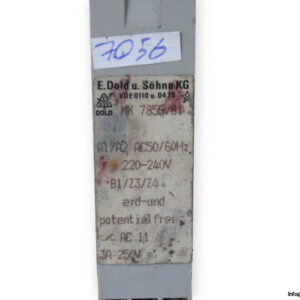 7056
E. Dold u. Söhne KG
VDE 0110 u. 0435
DOLD
MK 7859.81
A1/A2 AC50/60Hz
220-240V
B1/Z3/Z4
erd-und
potentialfrei
AC 11
3A 250V